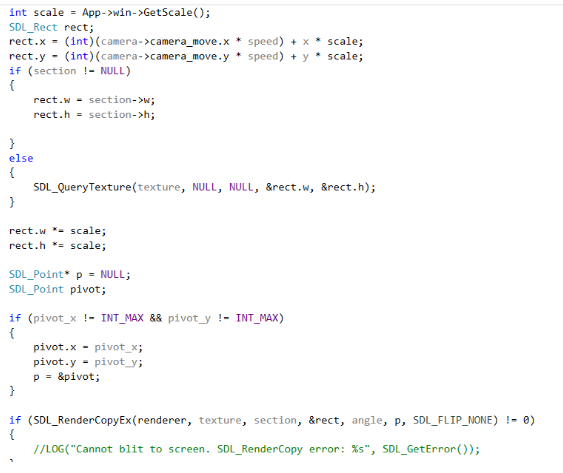 int scale = App->win->GetScale();
SDL_Rect rect;
rect.x = (int)(camera->camera_move.x * speed) + x * scale;
rect.y = (int)(camera->camera_move.y * speed) + y * scale;
if (section != NULL)
{
    rect.w = section->w;
    rect.h = section->h;

}
else
{
    SDL_QueryTexture(texture, NULL, NULL, &rect.w, &rect.h);
}

rect.w *= scale;
rect.h *= scale;

SDL_Point* p = NULL;
SDL_Point pivot;

if (pivot_x != INT_MAX && pivot_y != INT_MAX)
{
    pivot.x = pivot_x;
    pivot.y = pivot_y;
    p = &pivot;
}

if (SDL_RenderCopyEx(renderer, texture, section, &rect, angle, p, SDL_FLIP_NONE) != 0)
{
    //LOG("Cannot blit to screen. SDL_RenderCopy error: %s", SDL_GetError());
}